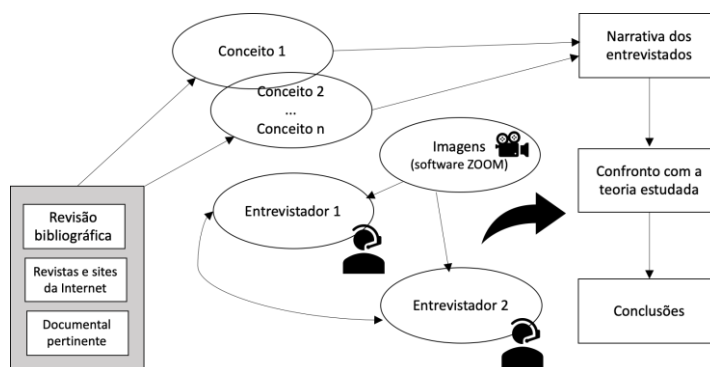 Conceito 1
Conceito 2
...
Conceito n
Narrativa dos
entrevistados
Imagens
(software ZOOM)
Confronto com a
teoria estudada
Revisão
bibliográfica
Revistas e sites
da Internet
Documental
pertinente
Entrevistador 1
Entrevistador 2
Conclusões